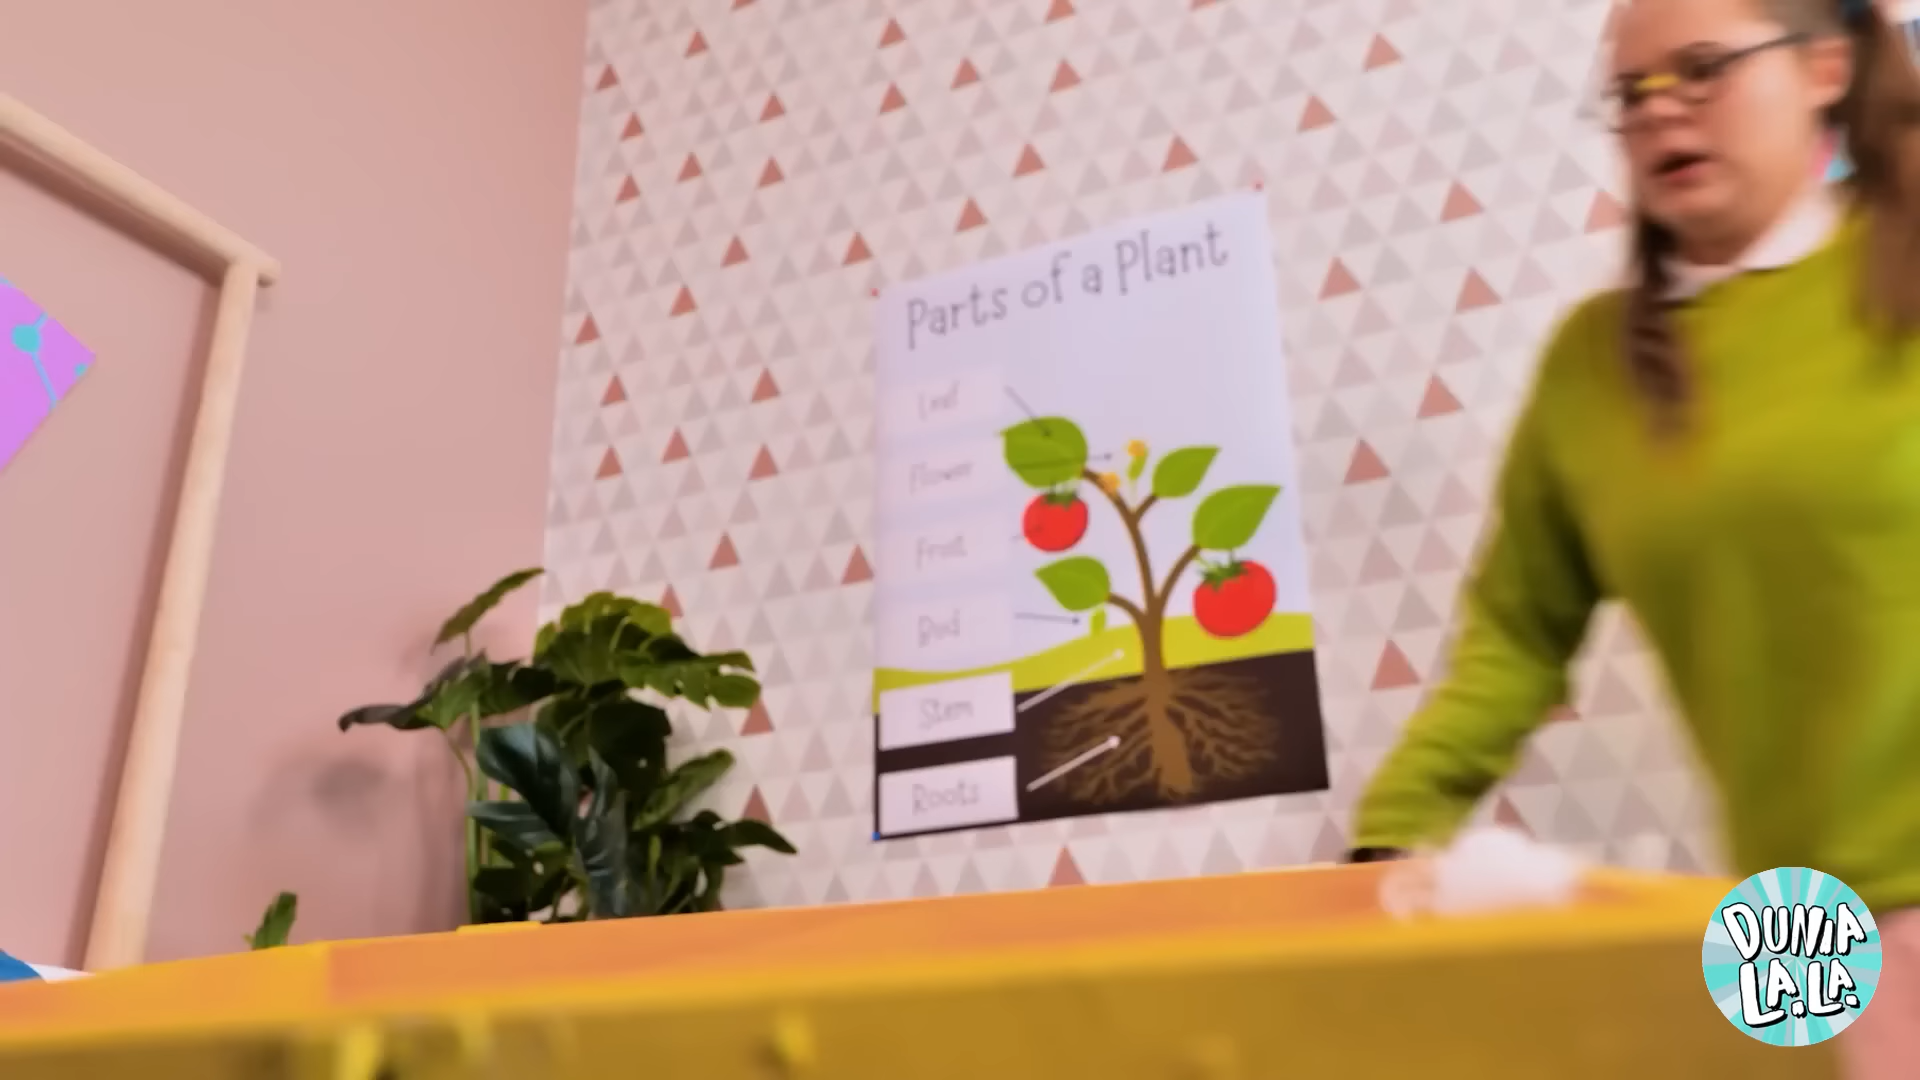 Parts of a Plant
Leaf
Flower
Fruit
Bud
Stem
Roots
DUNIA
LA.LA.